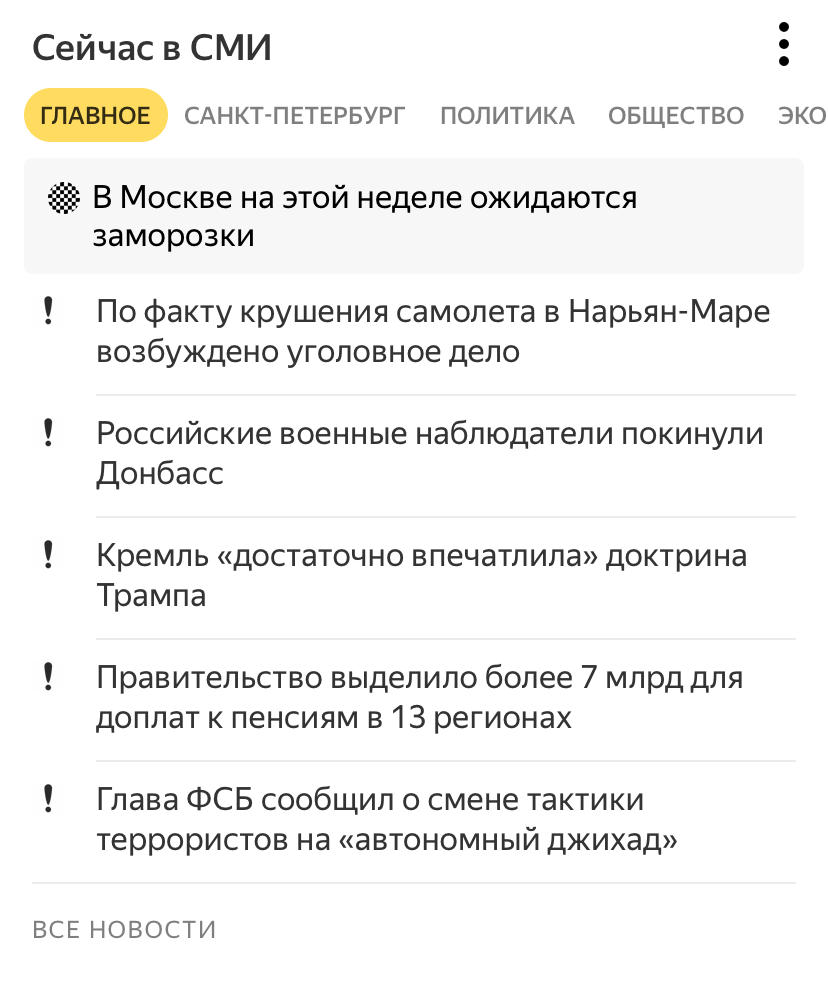 Сейчас в СМИ
ГЛАВНОЕ САНКТ-ПЕТЕРБУРГ ПОЛИТИКА ОБЩЕСТВО ЭКО
В Москве на этой неделе ожидаются
заморозки
! По факту крушения самолета в Нарьян-Маре
возбуждено уголовное дело
! Российские военные наблюдатели покинули
Донбасс
! Кремль «достаточно впечатлила» доктрина
Трампа
! Правительство выделило более 7 млрд для
доплат к пенсиям в 13 регионах
! Глава ФСБ сообщил о смене тактики
террористов на «автономный джихад»
ВСЕ НОВОСТИ